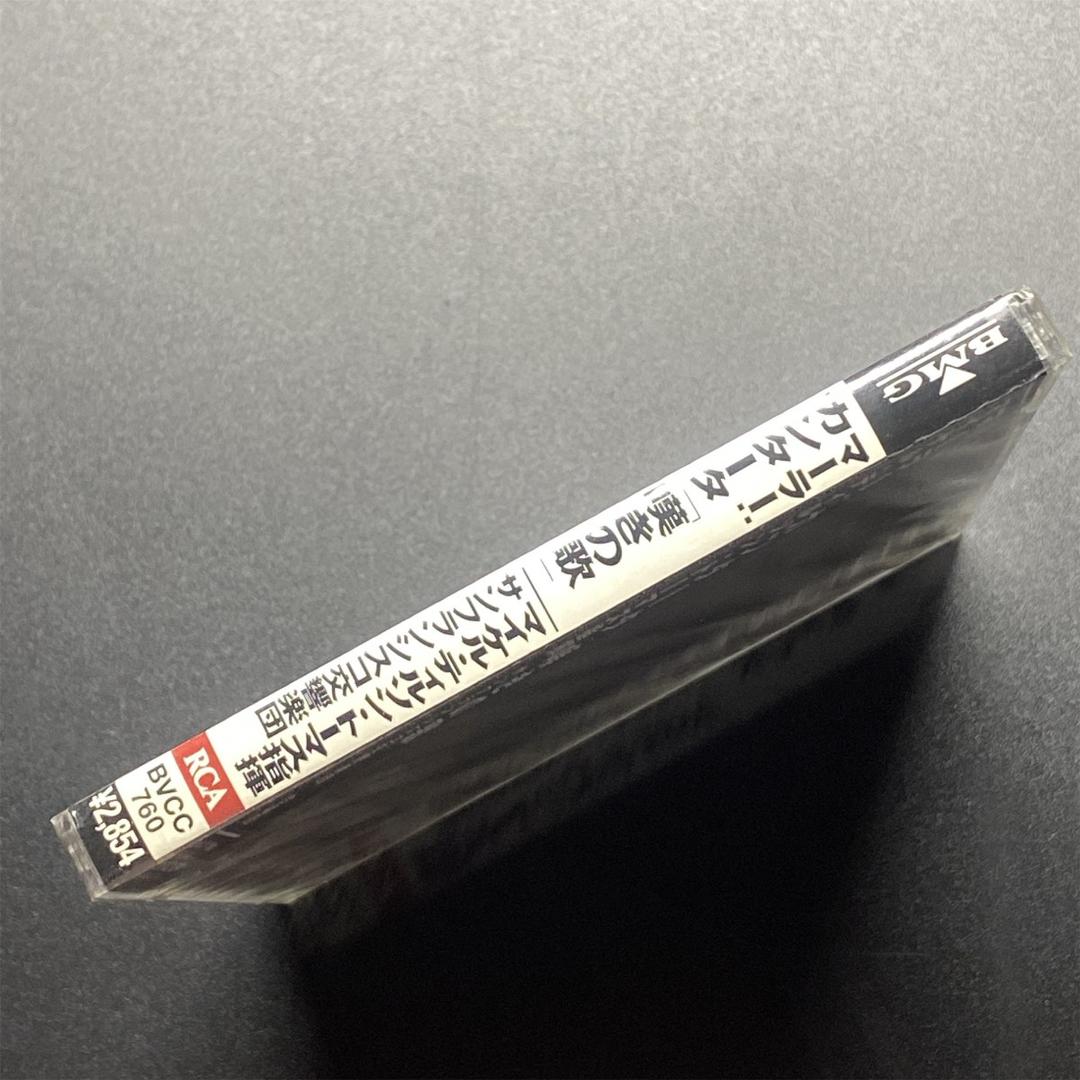 BMG
マーラー:
カンタータ「嘆きの歌」
マイケル・ティルソン・トーマス指揮
サンフランシスコ交響楽団
RCA
BVCC
760
¥2,854